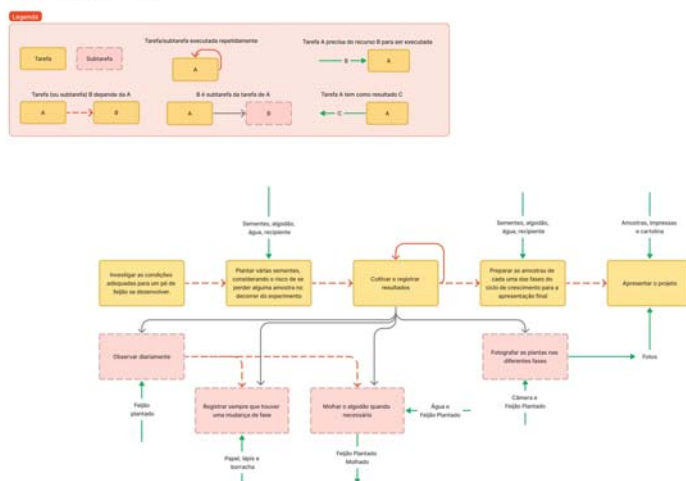 Legenda
Tarefa/subtarefa executada repetidamente
Tarefa A precisa do recurso B para ser executada
Tarefa
Subtarefa
A
B
A
Tarefa (ou subtarefa) B depende da A
B é subtarefa da tarefa de A
Tarefa A tem como resultado C
A
B
A
B
C
A
Sementes, algodão,
água, recipiente
Sementes, algodão,
água, recipiente
Amostras, impressas
e cartolina
Investigar as condições
adequadas para um pé de
feijão se desenvolver.
Plantar várias sementes,
considerando o risco de se
perder alguma amostra no
decorrer do experimento
Cultivar e registrar
resultados
Preparar as amostras de
cada uma das fases do
ciclo de crescimento para a
apresentação final
Apresentar o projeto
Observar diariamente
Fotografar as plantas nas
diferentes fases
Fotos
Registrar sempre que houver
uma mudança de fase
Molhar o algodão quando
necessário
Feijão
plantado
Água e
Feijão Plantado
Câmera e
Feijão Plantado
Papel, lápis e
borracha
Feijão Plantado
Molhado